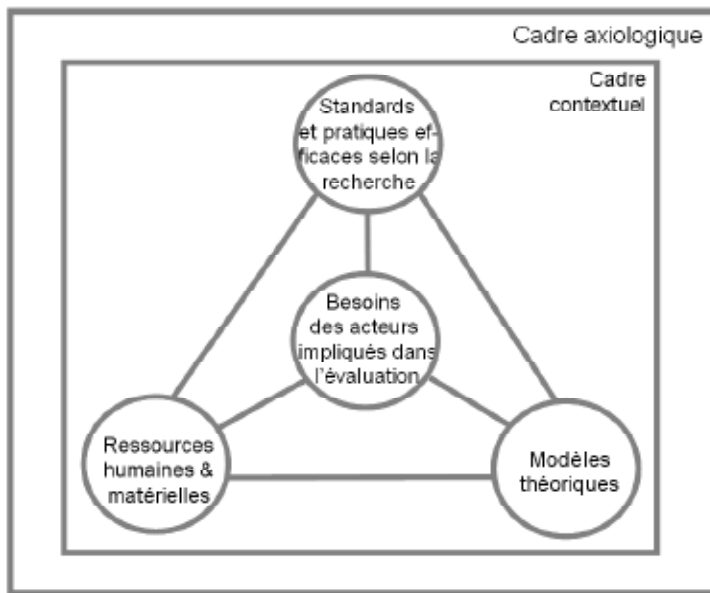 Cadre axiologique
Cadre
contextuel
Standards
et pratiques ef-
ficaces selon la
recherche
Besoins
des acteurs
impliqués dans
l'évaluation
Ressources
humaines &
matérielles
Modèles
théoriques